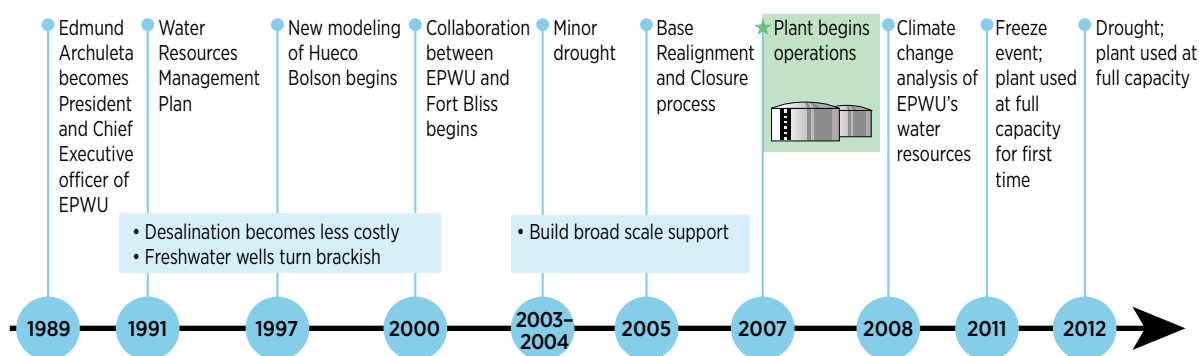 Edmund
Archuleta
becomes
President
and Chief
Executive
officer of
EPWU
Water
Resources
Management
Plan
New modeling
of Hueco
Bolson begins
Collaboration
between
EPWU and
Fort Bliss
begins
Minor
drought
Base
Realignment
and Closure
process
Plant begins
operations
Climate
change
analysis of
EPWU's
water
resources
Freeze
event;
plant used
at full
capacity
for first
time
Drought;
plant used at
full capacity
• Desalination becomes less costly
• Freshwater wells turn brackish
• Build broad scale support
1989
1991
1997
2000
2003–
2004
2005
2007
2008
2011
2012